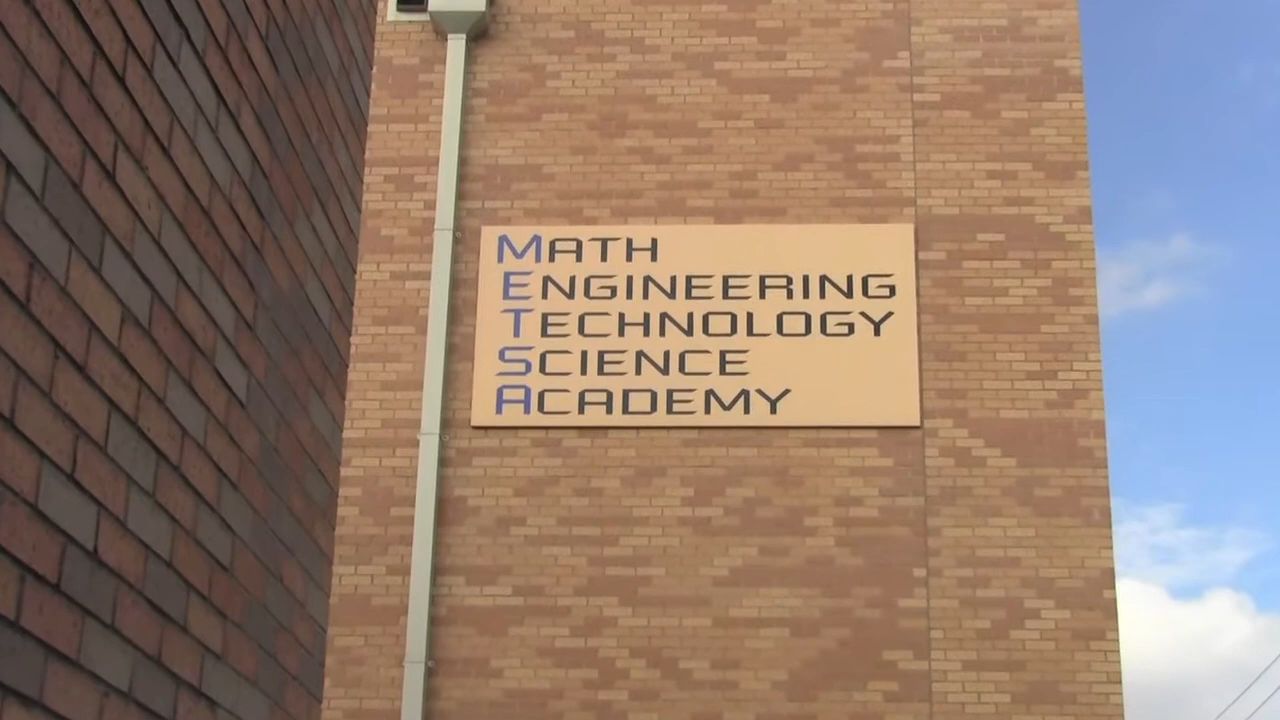 MATH
ENGINEERING
TECHNOLOGY
SCIENCE
ACADEMY